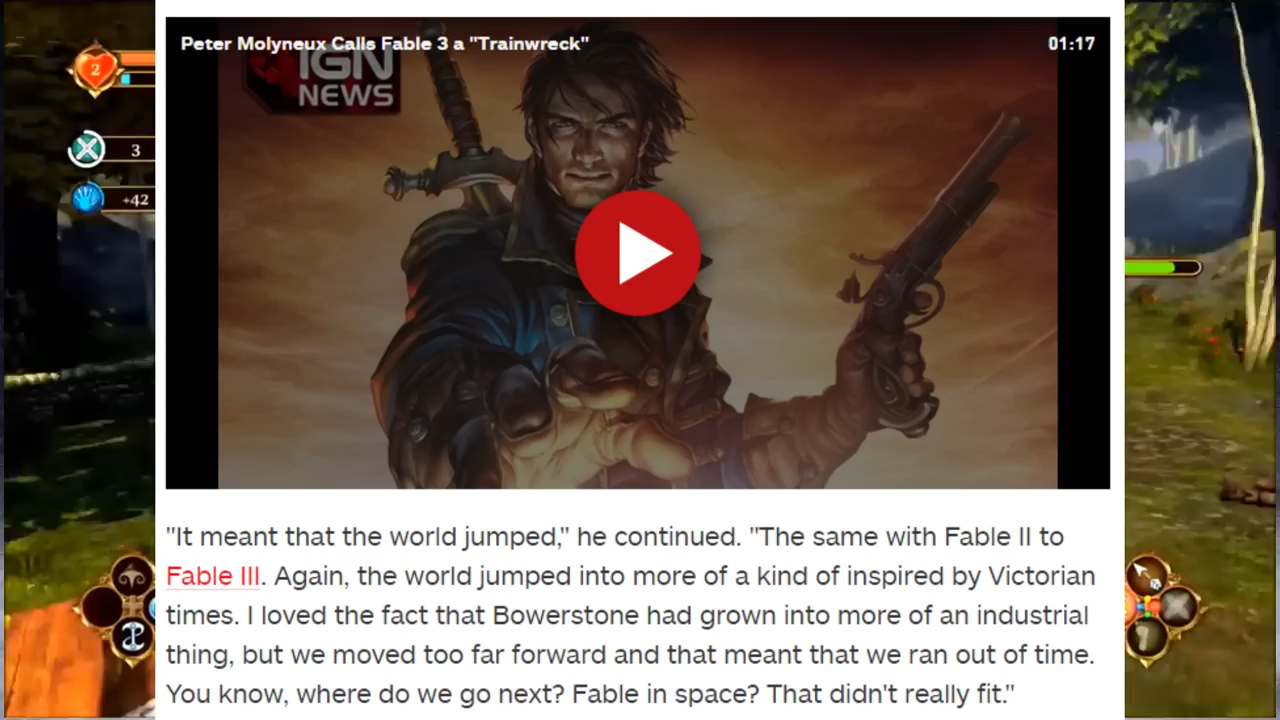 Peter Molyneux Calls Fable 3 a "Trainwreck"
01:17
IGN
NEWS
2
3
+42
"It meant that the world jumped," he continued. "The same with Fable II to
Fable III. Again, the world jumped into more of a kind of inspired by Victorian
times. I loved the fact that Bowerstone had grown into more of an industrial
thing, but we moved too far forward and that meant that we ran out of time.
You know, where do we go next? Fable in space? That didn't really fit."